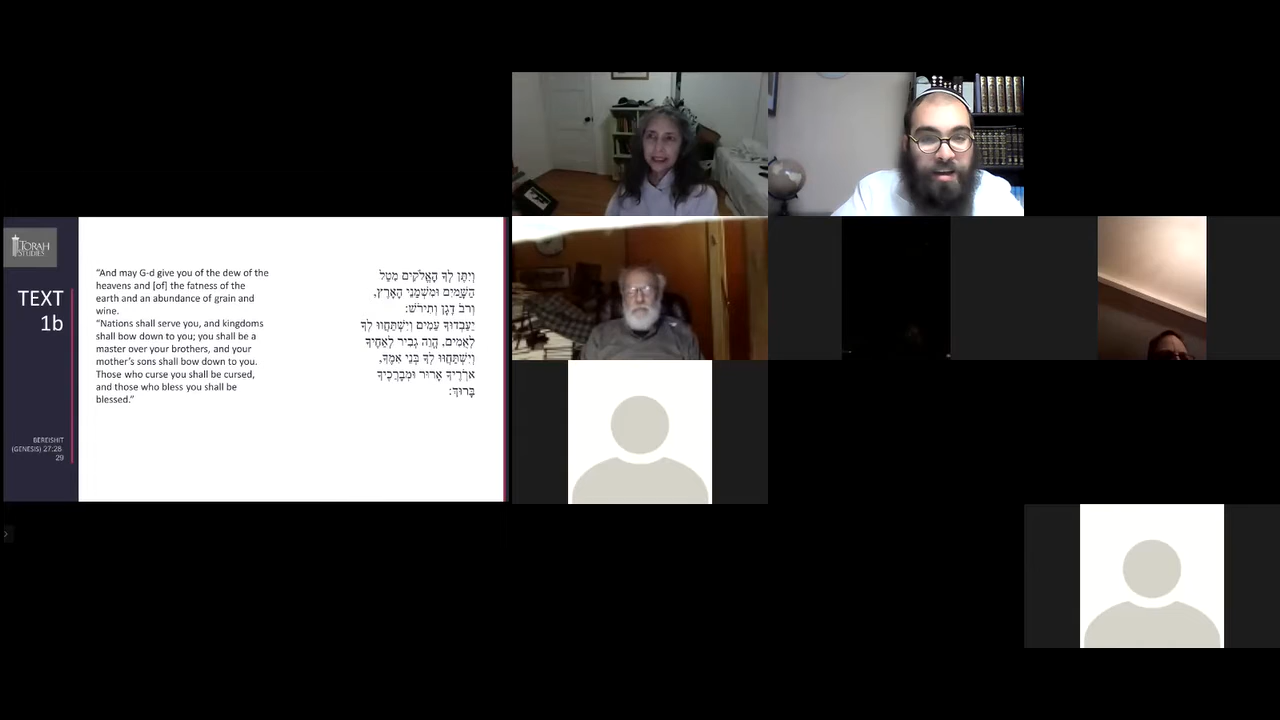 TORAH
STUDIES
TEXT
1b
BEREISHIT
(GENESIS) 27:28
29
“And may G-d give you of the dew of the
heavens and [of] the fatness of the
earth and an abundance of grain and
wine.
“Nations shall serve you, and kingdoms
shall bow down to you; you shall be a
master over your brothers, and your
mother’s sons shall bow down to you.
Those who curse you shall be cursed,
and those who bless you shall be
blessed.”
וְיִתֶּן לְךָ הָאֱלֹקִים מִטַּל
הַשָּׁמַיִם וּמִשְׁמַנֵּי הָאָרֶץ,
וְרֹב דָּגָן וְתִירֹשׁ:
יַעַבְדוּךָ עַמִּים וְיִשְׁתַּחֲווּ לְךָ
לְאֻמִּים, הֱוֵה גְבִיר לְאַחֶיךָ
וְיִשְׁתַּחֲווּ לְךָ בְּנֵי אִמֶּךָ,
אֹרְרֶיךָ אָרוּר וּמְבָרְכֶיךָ
בָּרוּךְ: